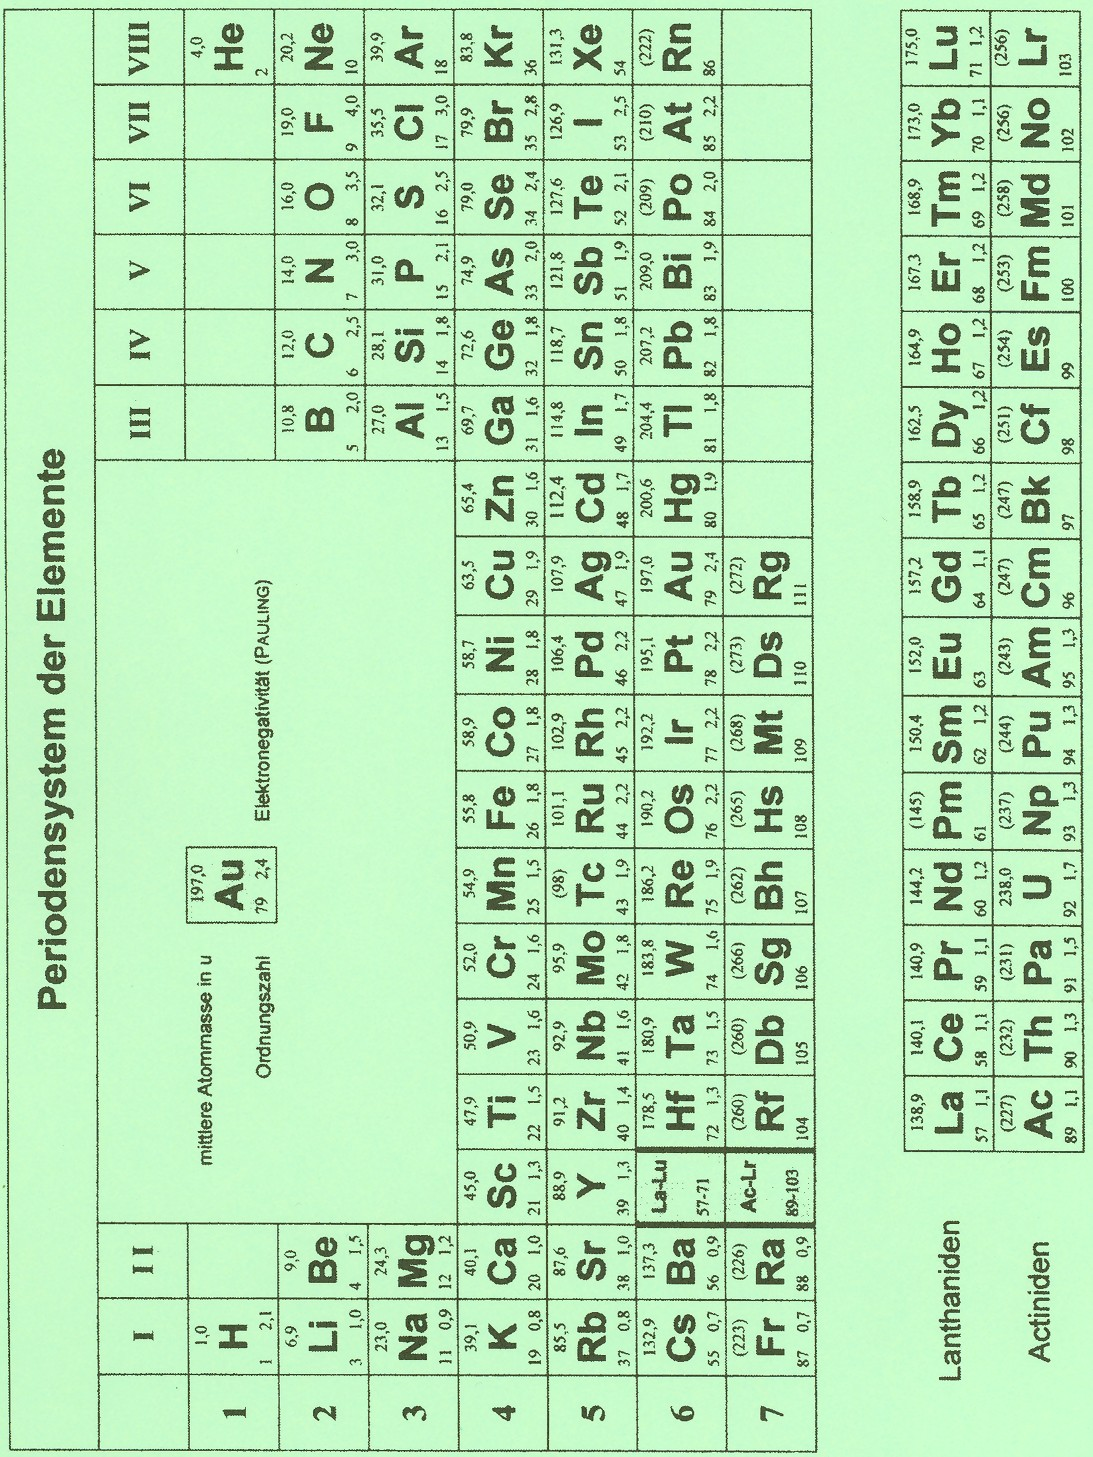 Periodensystem der Elemente
I II III IV V VI VII VIII
mittlere Atommasse in u
197,0
Au
79 2,4
Ordnungszahl
Elektronegativität (PAULING)
1,0 4,0
1 H He
1 2,1 2
6,9 9,0 10,8 12,0 14,0 16,0 19,0 20,2
2 Li Be B C N O F Ne
3 1,0 4 1,5 5 2,0 6 2,5 7 3,0 8 3,5 9 4,0 10
23,0 24,3 27,0 28,1 31,0 32,1 35,5 39,9
3 Na Mg Al Si P S Cl Ar
11 0,9 12 1,2 13 1,5 14 1,8 15 2,1 16 2,5 17 3,0 18
39,1 40,1 45,0 47,9 50,9 52,0 54,9 55,8 58,9 58,7 63,5 65,4 69,7 72,6 74,9 79,0 79,9 83,8
4 K Ca Sc Ti V Cr Mn Fe Co Ni Cu Zn Ga Ge As Se Br Kr
19 0,8 20 1,0 21 1,3 22 1,5 23 1,6 24 1,6 25 1,5 26 1,8 27 1,8 28 1,8 29 1,9 30 1,6 31 1,6 32 1,8 33 2,0 34 2,4 35 2,8 36
85,5 87,6 88,9 91,2 92,9 95,9 (98) 101,1 102,9 106,4 107,9 112,4 114,8 118,7 121,8 127,6 126,9 131,3
5 Rb Sr Y Zr Nb Mo Tc Ru Rh Pd Ag Cd In Sn Sb Te I Xe
37 0,8 38 1,0 39 1,3 40 1,4 41 1,6 42 1,8 43 1,9 44 2,2 45 2,2 46 2,2 47 1,9 48 1,7 49 1,7 50 1,8 51 1,9 52 2,1 53 2,5 54
132,9 137,3 178,5 180,9 183,8 186,2 190,2 192,2 195,1 197,0 200,6 204,4 207,2 209,0 (209) (210) (222)
6 Cs Ba La-Lu Hf Ta W Re Os Ir Pt Au Hg Tl Pb Bi Po At Rn
55 0,7 56 0,9 57-71 72 1,3 73 1,5 74 1,6 75 1,9 76 2,2 77 2,2 78 2,2 79 2,4 80 1,9 81 1,8 82 1,8 83 1,9 84 2,0 85 2,2 86
(223) (226) (260) (260) (266) (262) (265) (268) (273) (272)
7 Fr Ra Ac-Lr Rf Db Sg Bh Hs Mt Ds Rg
87 0,7 88 0,9 89-103 104 105 106 107 108 109 110 111
138,9 140,1 140,9 144,2 (145) 150,4 152,0 157,2 158,9 162,5 164,9 167,3 168,9 173,0 175,0
Lanthaniden La Ce Pr Nd Pm Sm Eu Gd Tb Dy Ho Er Tm Yb Lu
57 1,1 58 1,1 59 1,1 60 1,2 61 62 1,2 63 64 1,1 65 1,2 66 1,2 67 1,2 68 1,2 69 1,2 70 1,1 71 1,2
(227) (232) (231) 238,0 (237) (244) (243) (247) (247) (251) (254) (253) (258) (256) (256)
Actiniden Ac Th Pa U Np Pu Am Cm Bk Cf Es Fm Md No Lr
89 1,1 90 1,3 91 1,5 92 1,7 93 1,3 94 1,3 95 1,3 96 97 98 99 100 101 102 103